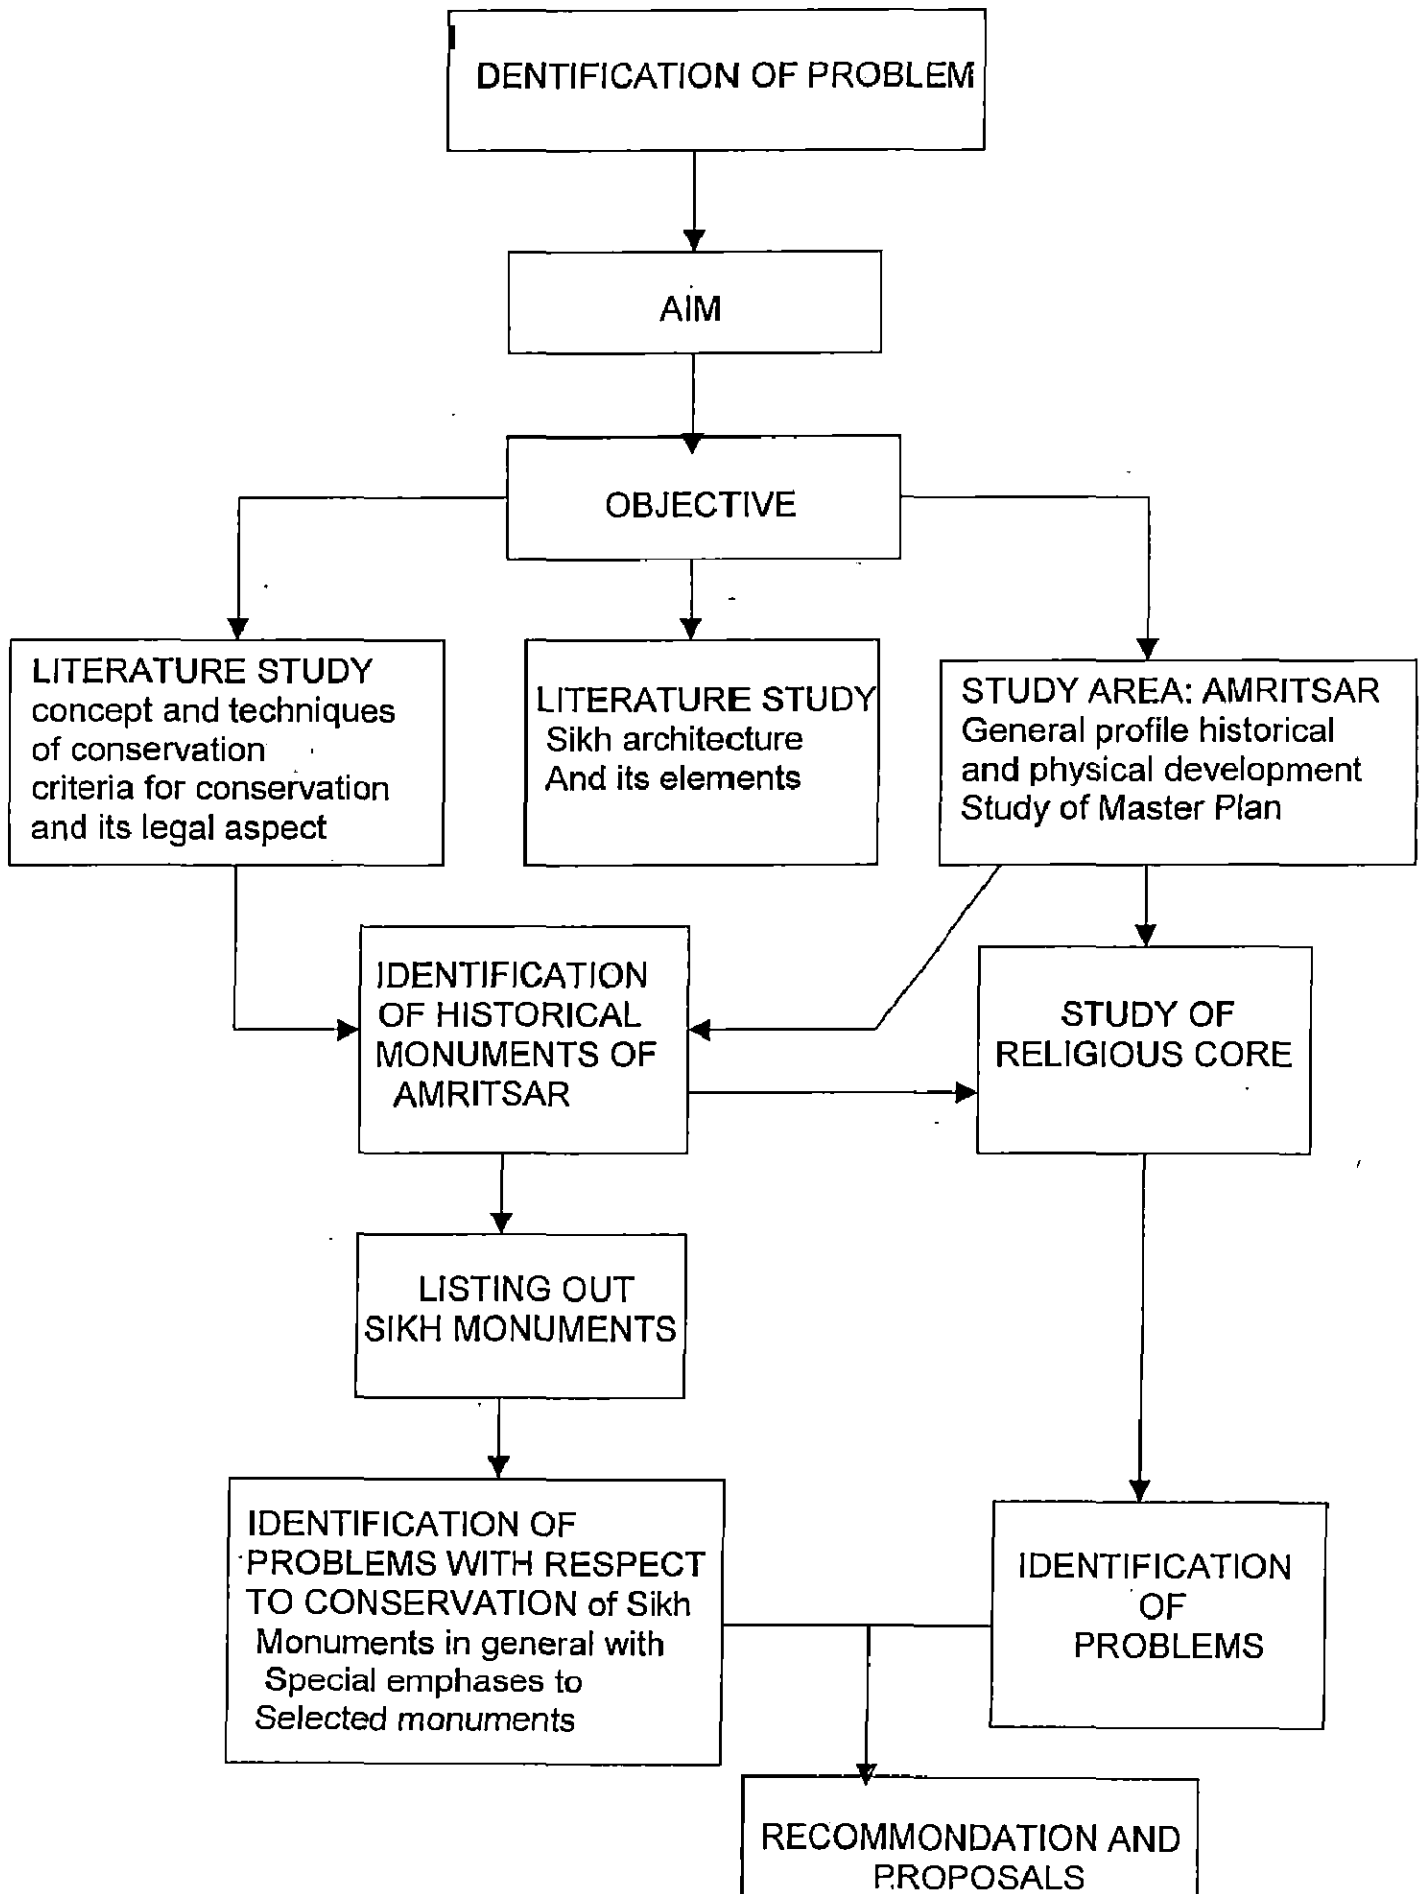 IDENTIFICATION OF PROBLEM
AIM
OBJECTIVE
LITERATURE STUDY
concept and techniques
of conservation
criteria for conservation
and its legal aspect
LITERATURE STUDY
Sikh architecture
And its elements
STUDY AREA: AMRITSAR
General profile historical
and physical development
Study of Master Plan
IDENTIFICATION
OF HISTORICAL
MONUMENTS OF
AMRITSAR
STUDY OF
RELIGIOUS CORE
LISTING OUT
SIKH MONUMENTS
IDENTIFICATION OF
PROBLEMS WITH RESPECT
TO CONSERVATION of Sikh
Monuments in general with
Special emphases to
Selected monuments
IDENTIFICATION
OF
PROBLEMS
RECOMMONDATION AND
PROPOSALS